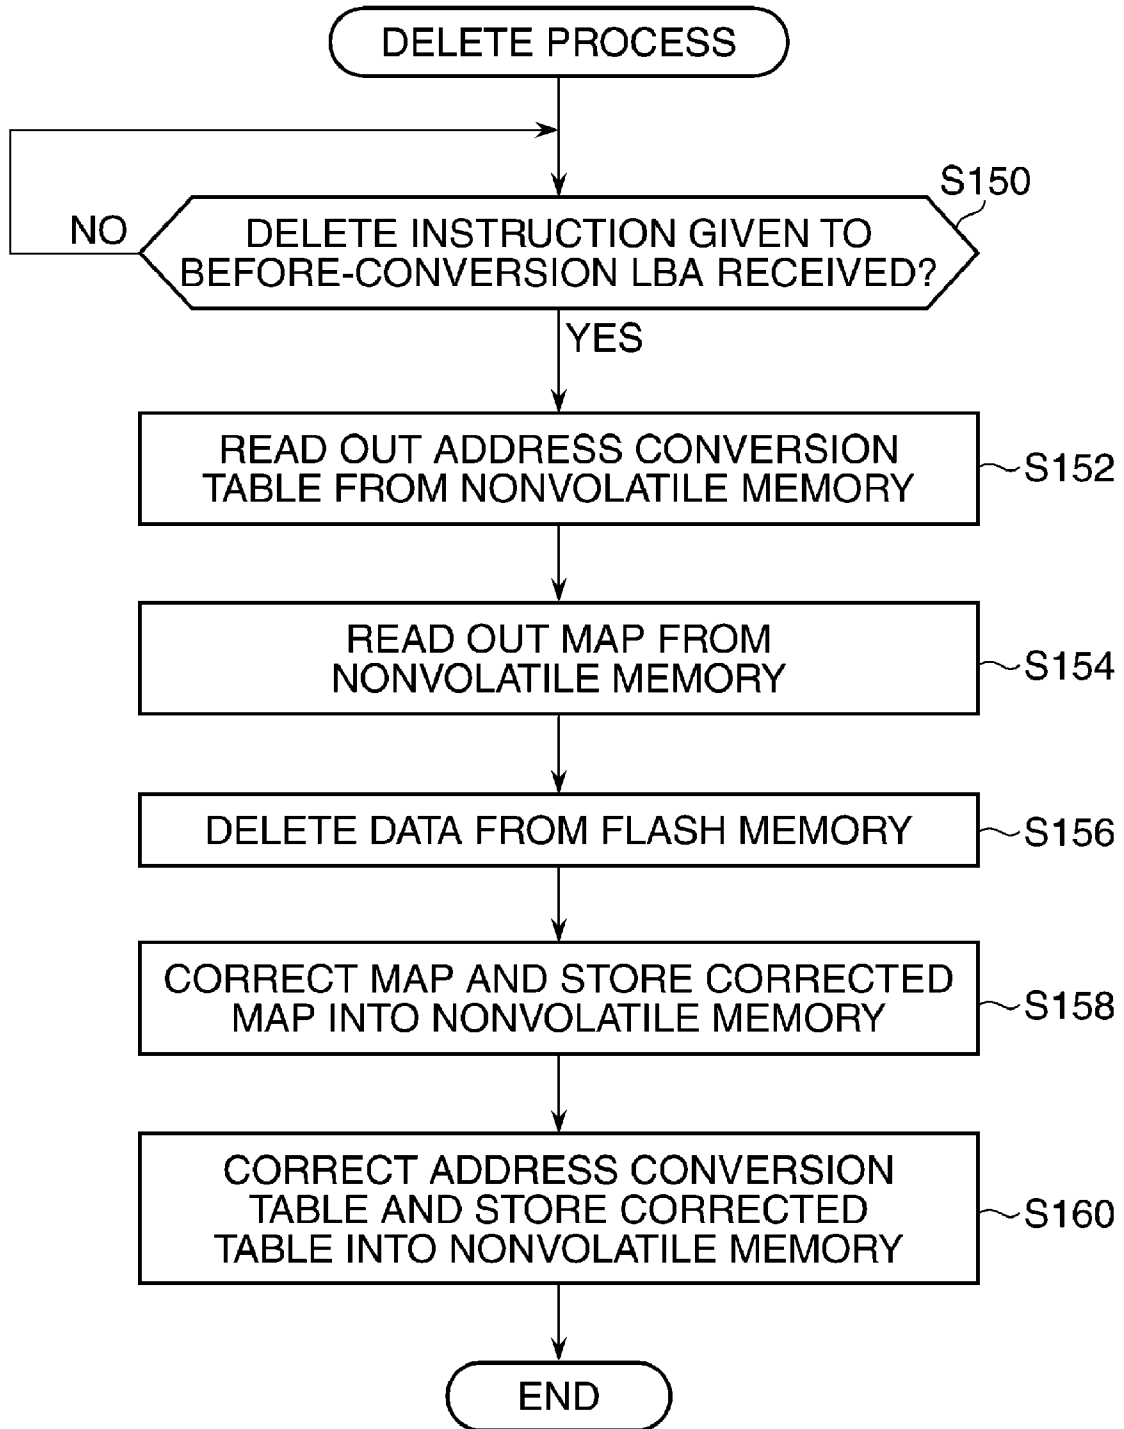 DELETE PROCESS
S150
NO
DELETE INSTRUCTION GIVEN TO
BEFORE-CONVERSION LBA RECEIVED?
YES
READ OUT ADDRESS CONVERSION
TABLE FROM NONVOLATILE MEMORY
S152
READ OUT MAP FROM
NONVOLATILE MEMORY
S154
DELETE DATA FROM FLASH MEMORY
S156
CORRECT MAP AND STORE CORRECTED
MAP INTO NONVOLATILE MEMORY
S158
CORRECT ADDRESS CONVERSION
TABLE AND STORE CORRECTED
TABLE INTO NONVOLATILE MEMORY
S160
END